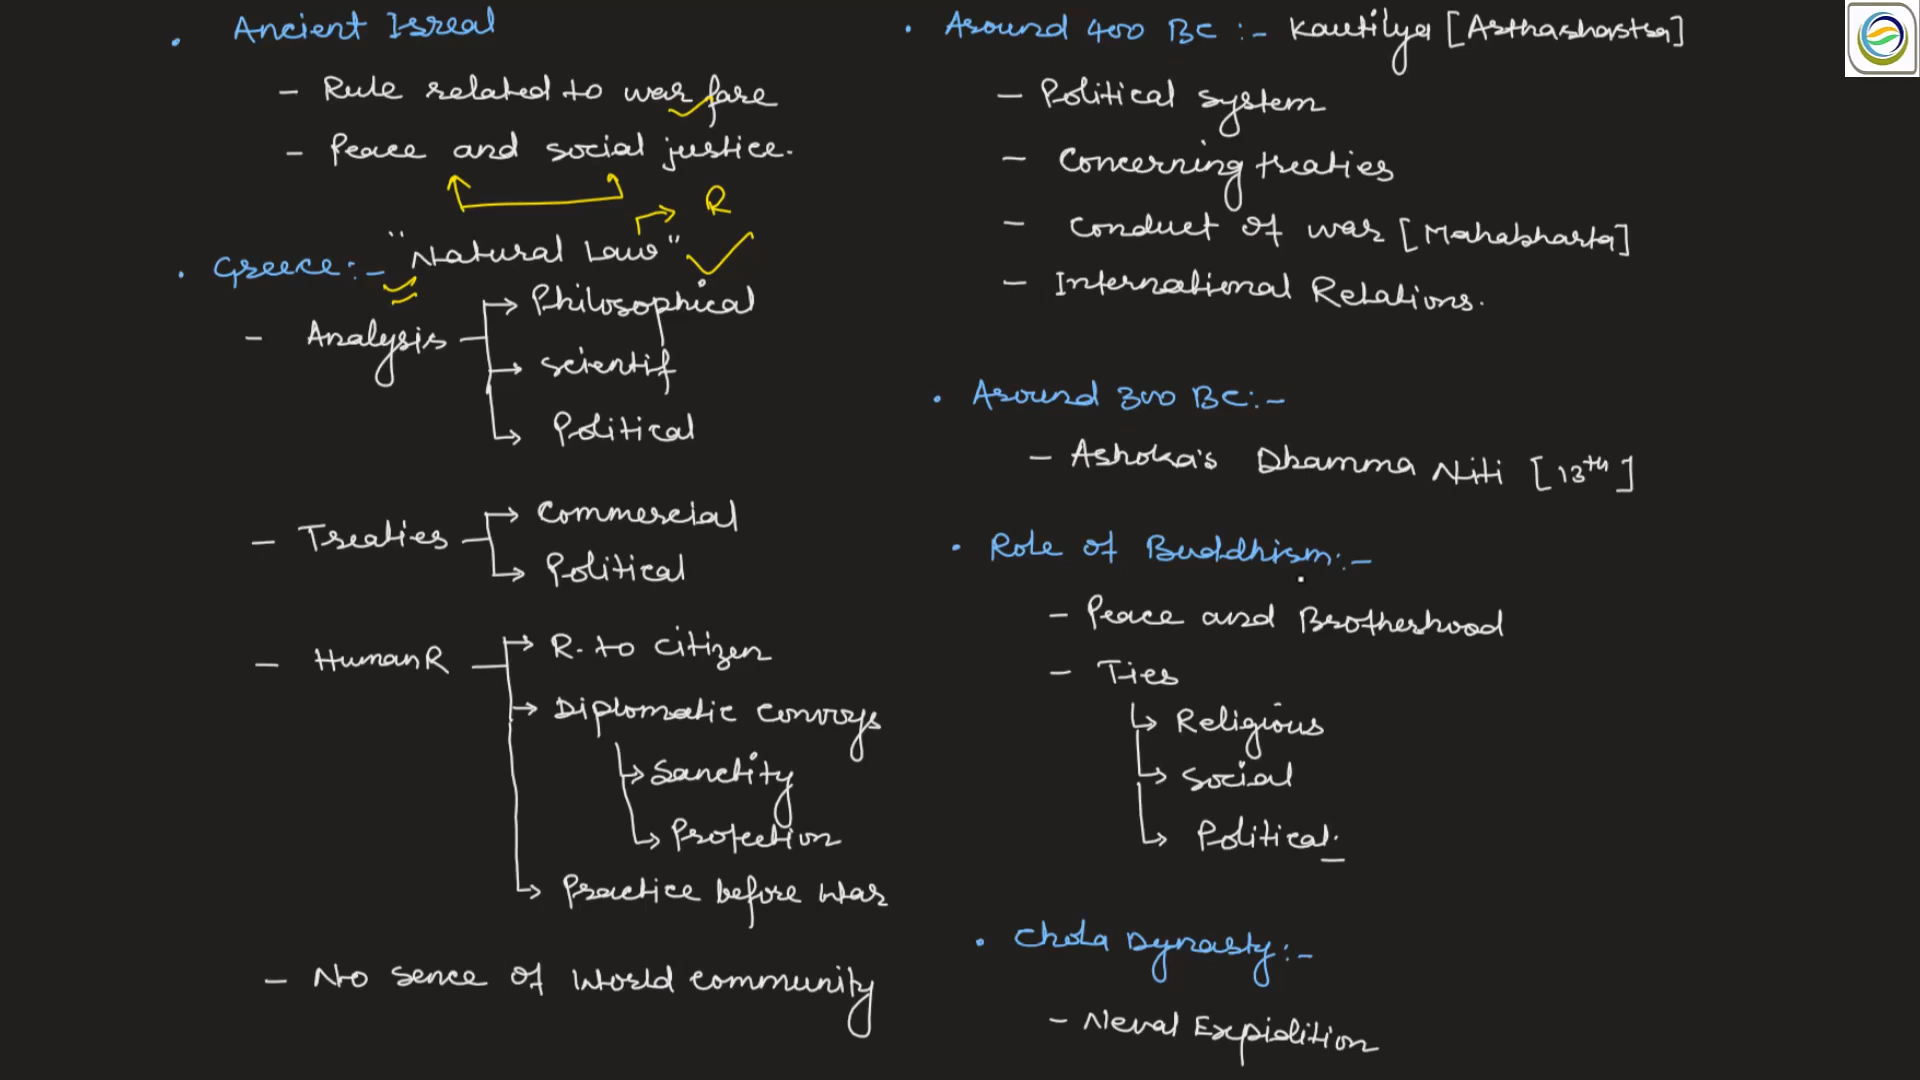 • Ancient Isreal
- Rule related to war fare
- Peace and social justice.
R
• Greece:- "Natural Law"
- Analysis
→ Philosophical
→ Scientif
→ Political
- Treaties
→ Commercial
→ Political
- Human R
→ R. to citizen
→ Diplomatic convoys
→ Sanctity
→ Protection
→ Practice before War
- No sence of World community
• Around 400 BC :- Kautilya [Arthashastra]
- Political system
- Concerning treaties
- Conduct of war [Mahabharta]
- International Relations.
• Around 300 BC:-
- Ashoka's Dhamma Niti [13th]
• Role of Buddhism:-
- Peace and Brotherhood
- Ties
→ Religious
→ Social
→ Political.
• Chola Dynasty:-
- Neval Expidition